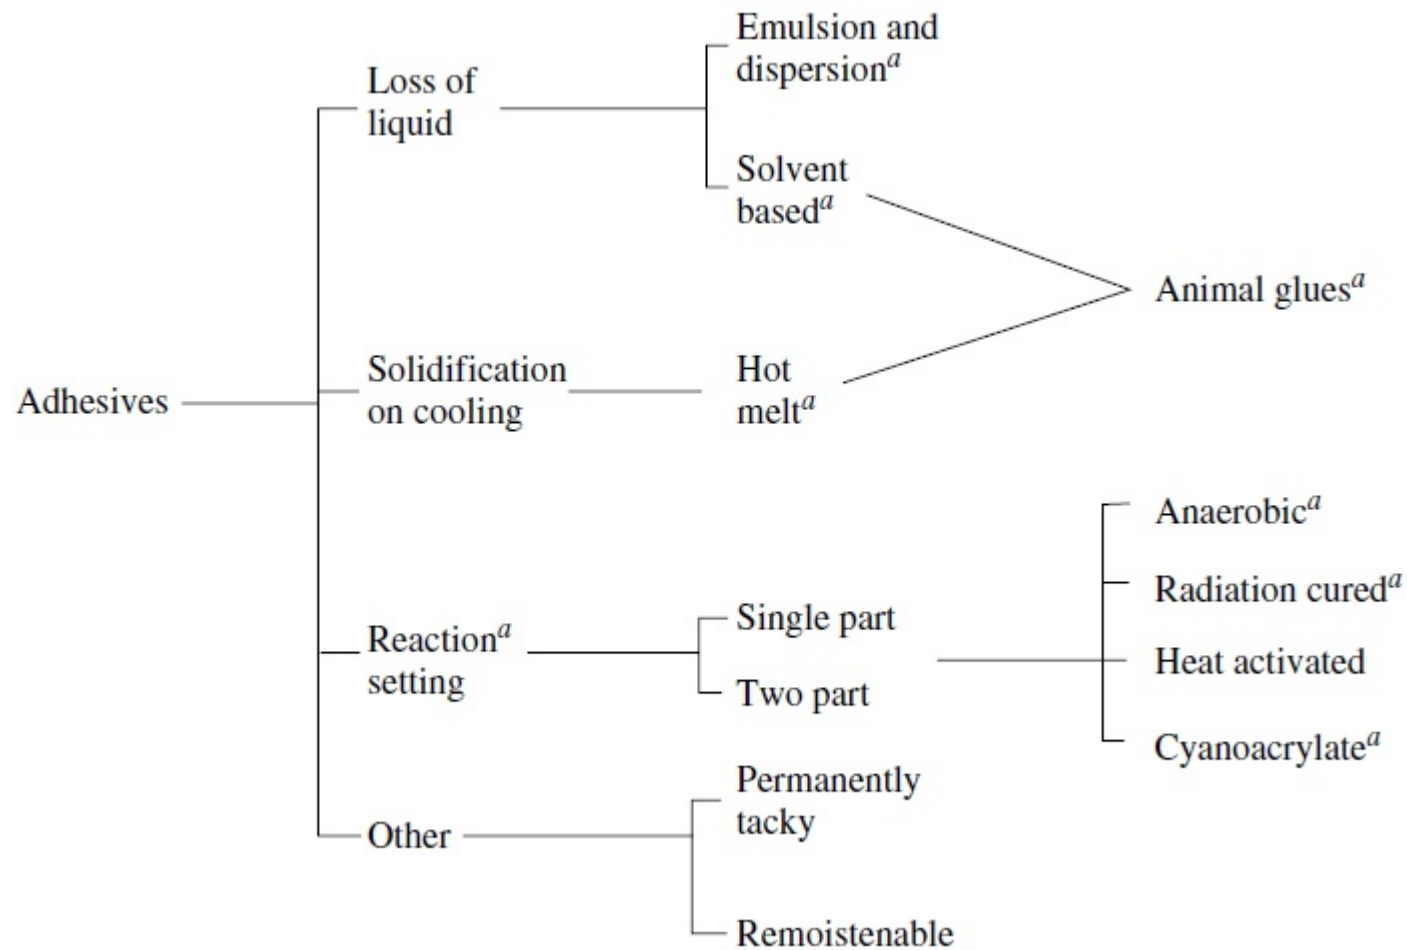 Adhesives
Loss of
liquid
Emulsion and
dispersion^a
Solvent
based^a
Animal glues^a
Solidification
on cooling
Hot
melt^a
Reaction^a
setting
Single part
Two part
Anaerobic^a
Radiation cured^a
Heat activated
Cyanoacrylate^a
Other
Permanently
tacky
Remoistenable